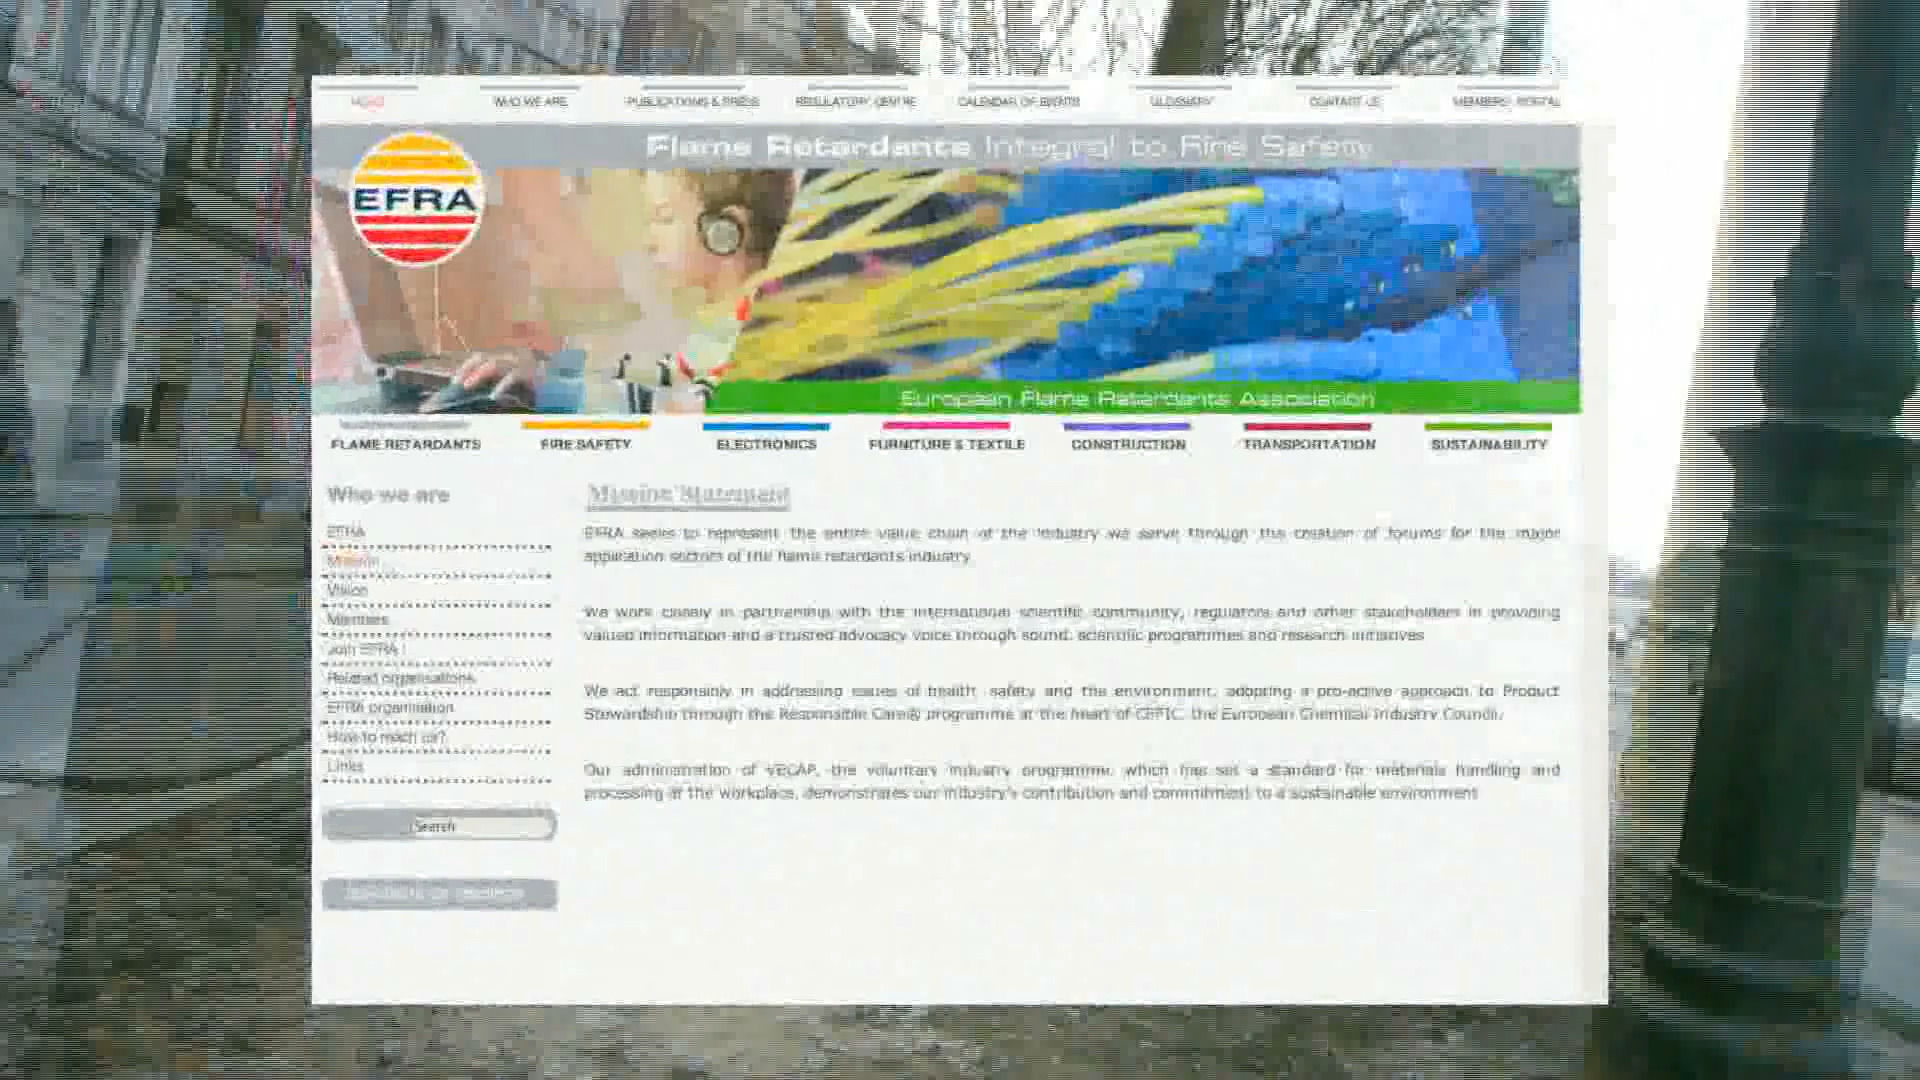 HOME WHO WE ARE PUBLICATIONS & PRESS REGULATORY CENTRE CALENDAR OF EVENTS GLOSSARY CONTACT US MEMBERS' PORTAL
Flame Retardants Integral to Fire Safety
EFRA
European Flame Retardants Association
FLAME RETARDANTS FIRE SAFETY ELECTRONICS FURNITURE & TEXTILE CONSTRUCTION TRANSPORTATION SUSTAINABILITY
Who we are
EFRA
Mission
Vision
Members
Join EFRA !
Related organisations
EFRA organisation
How to reach us?
Links
Search
Mission Statement
EFRA seeks to represent the entire value chain of the industry we serve through the creation of forums for the major
application sectors of the flame retardants industry.
We work closely in partnership with the international scientific community, regulators and other stakeholders in providing
valued information and a trusted advocacy voice through sound, scientific programmes and research initiatives
We act responsibly in addressing issues of health, safety and the environment, adopting a pro-active approach to Product
Stewardship through the Responsible Care® programme at the heart of CEFIC, the European Chemical Industry Council.
Our administration of VECAP, the voluntary industry programme, which has set a standard for materials handling and
processing at the workplace, demonstrates our industry's contribution and commitment to a sustainable environment